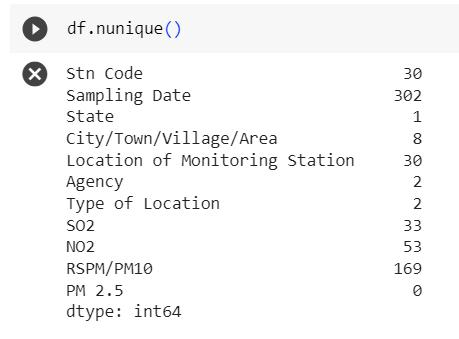 df.nunique()
Stn Code 30
Sampling Date 302
State 1
City/Town/Village/Area 8
Location of Monitoring Station 30
Agency 2
Type of Location 2
SO2 33
NO2 53
RSPM/PM10 169
PM 2.5 0
dtype: int64